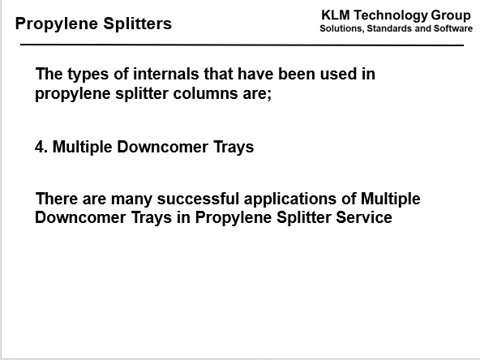 Propylene Splitters
KLM Technology Group
Solutions, Standards and Software
The types of internals that have been used in
propylene splitter columns are;
4. Multiple Downcomer Trays
There are many successful applications of Multiple
Downcomer Trays in Propylene Splitter Service